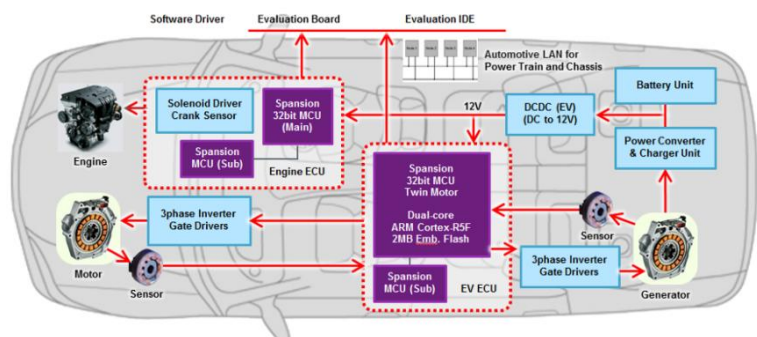 Software Driver
Evaluation Board
Evaluation IDE
Automotive LAN for
Power Train and Chassis
Battery Unit
Solenoid Driver
Crank Sensor
Spansion
32bit MCU
(Main)
12V
DCDC (EV)
(DC to 12V)
Engine
Spansion
MCU (Sub)
Engine ECU
Power Converter
& Charger Unit
Spansion
32bit MCU
Twin Motor
Dual-core
ARM Cortex-R5F
2MB Emb. Flash
3phase Inverter
Gate Drivers
Sensor
Motor
Sensor
Spansion
MCU (Sub)
EV ECU
3phase Inverter
Gate Drivers
Generator